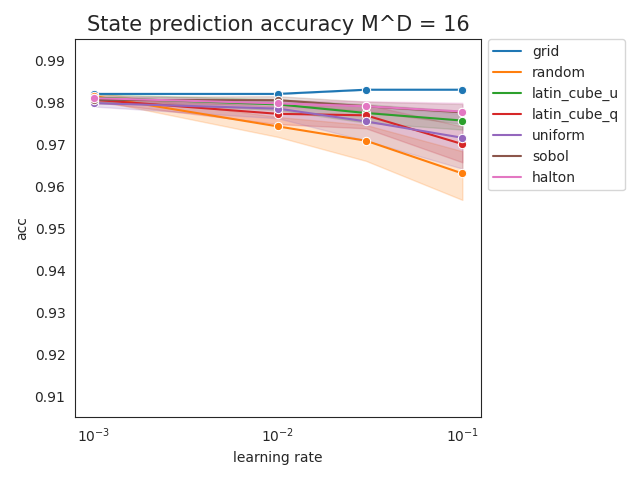 State prediction accuracy M^D = 16
grid
random
latin_cube_u
latin_cube_q
uniform
sobol
halton
acc
0.99
0.98
0.97
0.96
0.95
0.94
0.93
0.92
0.91
10⁻³ 10⁻² 10⁻¹
learning rate